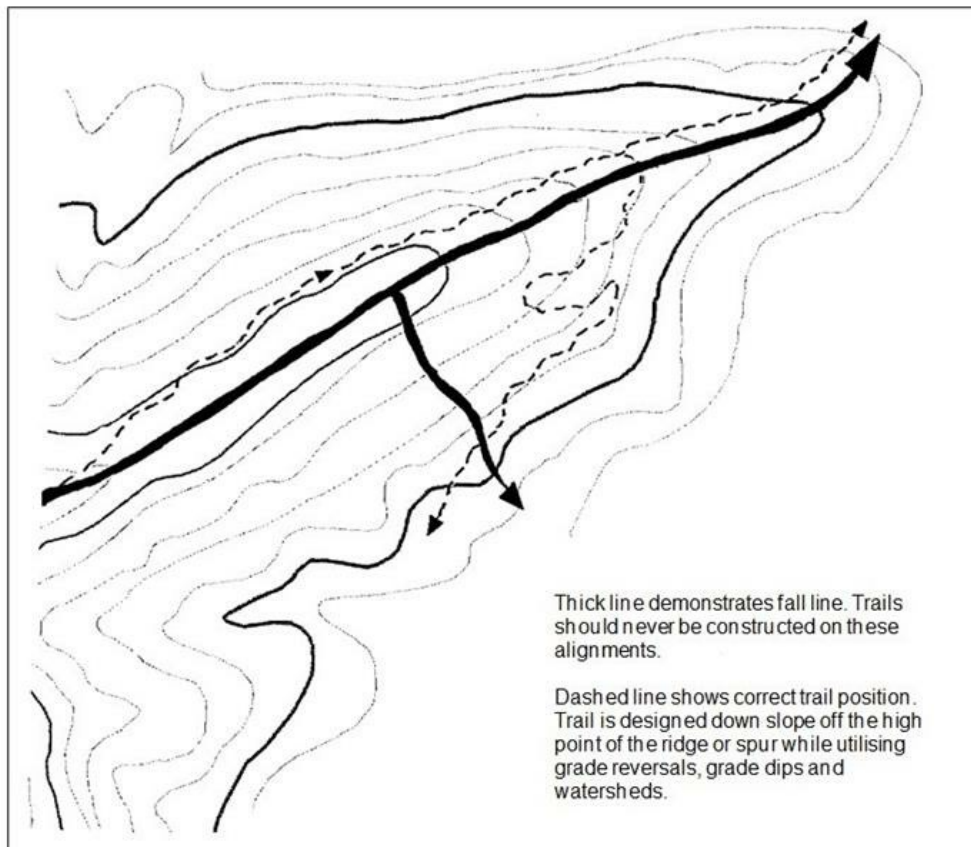 Thick line demonstrates fall line. Trails
should never be constructed on these
alignments.
Dashed line shows correct trail position.
Trail is designed down slope off the high
point of the ridge or spur while utilising
grade reversals, grade dips and
watersheds.